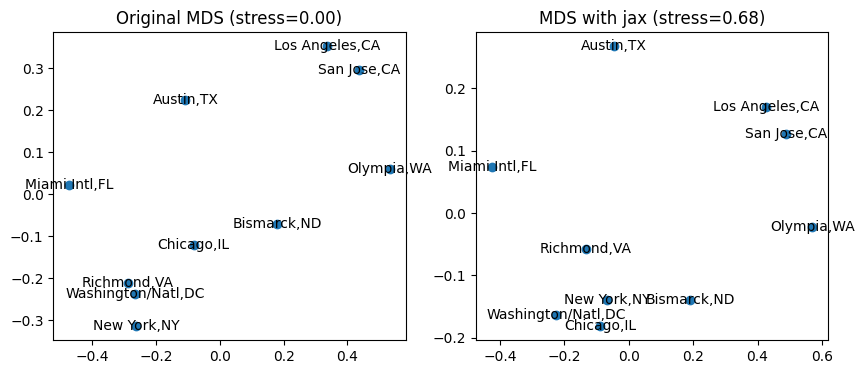 Original MDS (stress=0.00)
Los Angeles,CA
San Jose,CA
Austin,TX
Olympia,WA
Miami Intl,FL
Bismarck,ND
Chicago,IL
Richmond,VA
Washington/Natl,DC
New York,NY
0.3
0.2
0.1
0.0
−0.1
−0.2
−0.3
−0.4
−0.2
0.0
0.2
0.4
MDS with jax (stress=0.68)
Austin,TX
Los Angeles,CA
San Jose,CA
Miami Intl,FL
Olympia,WA
Richmond,VA
New York,NY
Bismarck,ND
Washington/Natl,DC
Chicago,IL
0.2
0.1
0.0
−0.1
−0.2
−0.4
−0.2
0.0
0.2
0.4
0.6